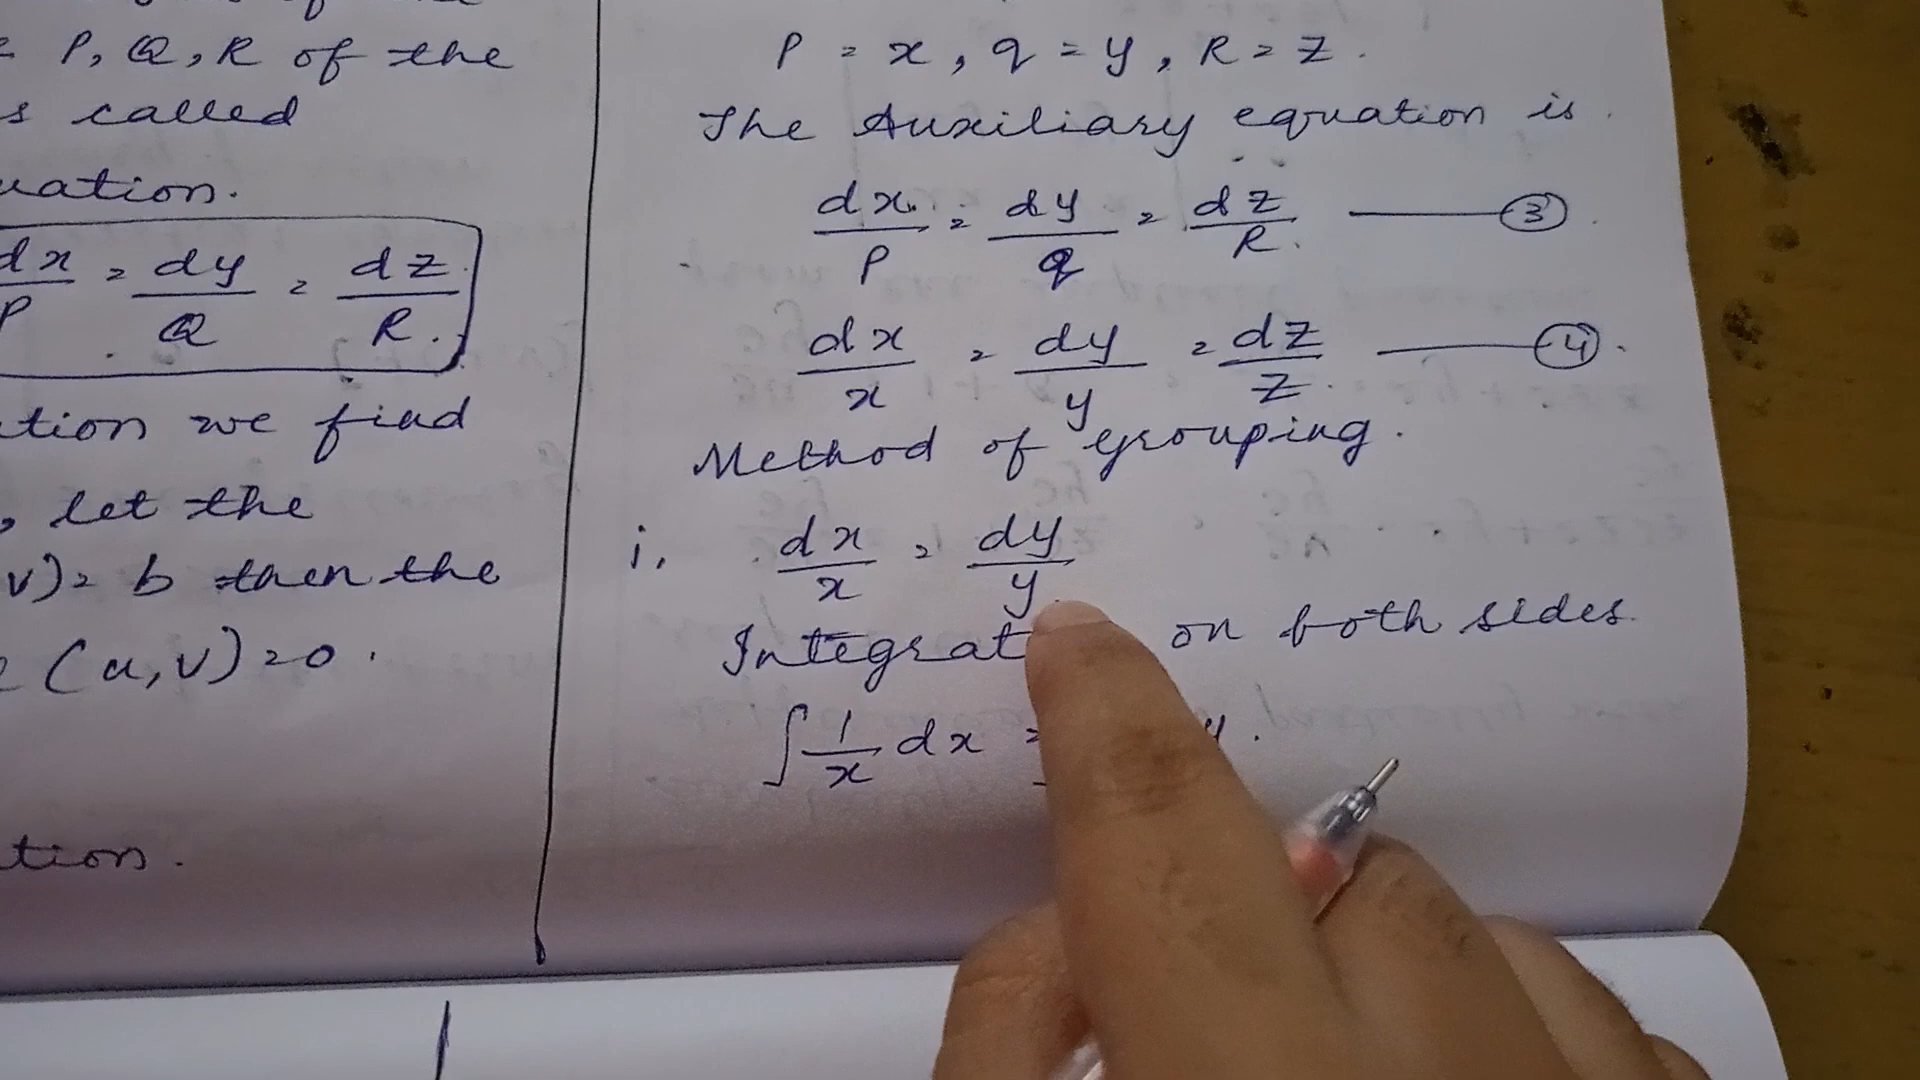 P, Q, R of the
s called
uation.
dx/P = dy/Q = dz/R.
tion we find
, let the
v) = b then the
(u, v) = 0.
tion.
P = x, q = y, R = z.
The Auxiliary equation is.
dx/P = dy/q = dz/R. — ③.
dx/x = dy/y = dz/z. — ④.
Method of grouping.
i. dx/x = dy/y
Integrat on both sides.
∫ 1/x dx = y.